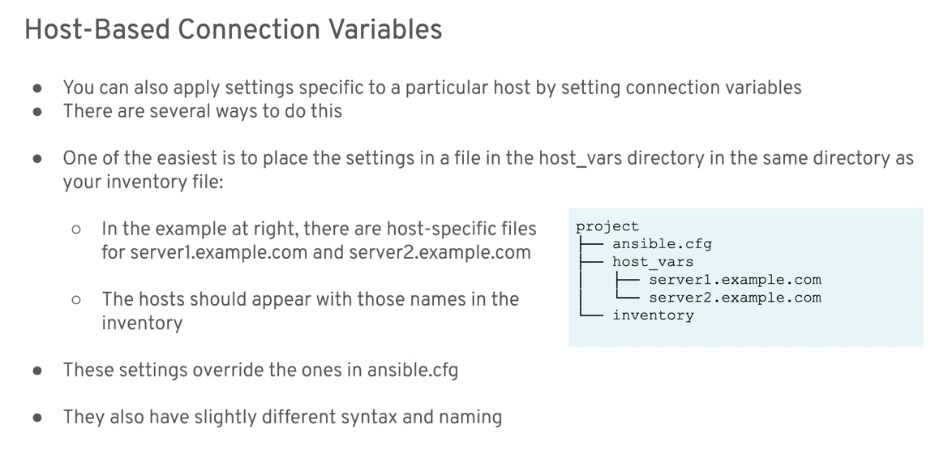 Host-Based Connection Variables
● You can also apply settings specific to a particular host by setting connection variables
● There are several ways to do this
● One of the easiest is to place the settings in a file in the host_vars directory in the same directory as
your inventory file:
○ In the example at right, there are host-specific files
for server1.example.com and server2.example.com
○ The hosts should appear with those names in the
inventory
project
├── ansible.cfg
├── host_vars
│   ├── server1.example.com
│   └── server2.example.com
└── inventory
● These settings override the ones in ansible.cfg
● They also have slightly different syntax and naming